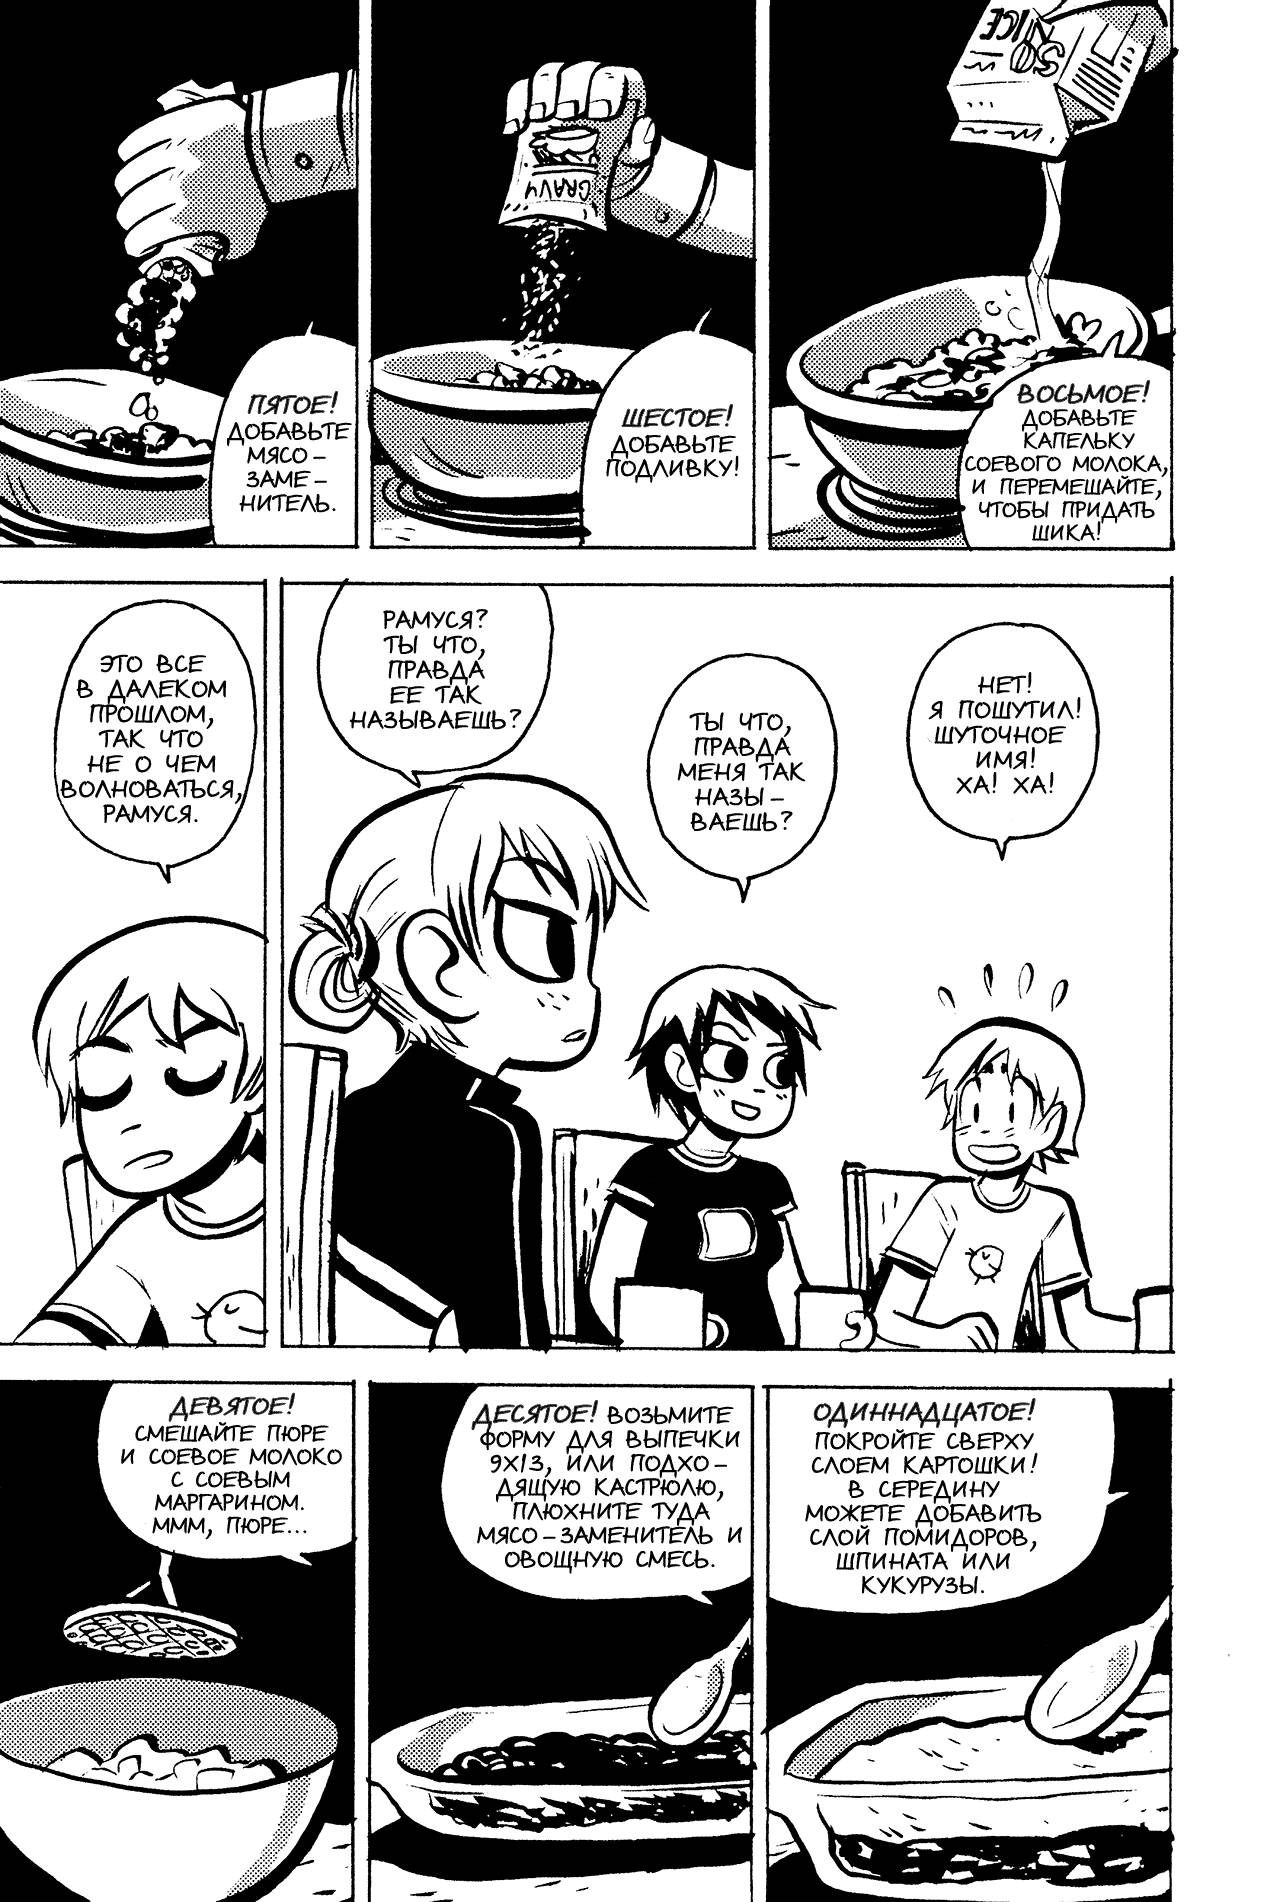 GRAVY
SO
NICE
ПЯТОЕ!
ДОБАВЬТЕ
МЯСО-
ЗАМЕ-
НИТЕЛЬ.
ШЕСТОЕ!
ДОБАВЬТЕ
ПОДЛИВКУ!
ВОСЬМОЕ!
ДОБАВЬТЕ
КАПЕЛЬКУ
СОЕВОГО МОЛОКА,
И ПЕРЕМЕШАЙТЕ,
ЧТОБЫ ПРИДАТЬ
ШИКА!
ЭТО ВСЕ
В ДАЛЕКОМ
ПРОШЛОМ,
ТАК ЧТО
НЕ О ЧЕМ
ВОЛНОВАТЬСЯ,
РАМУСЯ.
РАМУСЯ?
ТЫ ЧТО,
ПРАВДА
ЕЕ ТАК
НАЗЫВАЕШЬ?
ТЫ ЧТО,
ПРАВДА
МЕНЯ ТАК
НАЗЫ-
ВАЕШЬ?
НЕТ!
Я ПОШУТИЛ!
ШУТОЧНОЕ
ИМЯ!
ХА! ХА!
ДЕВЯТОЕ!
СМЕШАЙТЕ ПЮРЕ
И СОЕВОЕ МОЛОКО
С СОЕВЫМ
МАРГАРИНОМ.
МММ, ПЮРЕ...
ДЕСЯТОЕ! ВОЗЬМИТЕ
ФОРМУ ДЛЯ ВЫПЕЧКИ
9X13, ИЛИ ПОДХО-
ДЯЩУЮ КАСТРЮЛЮ,
ПЛЮХНИТЕ ТУДА
МЯСО-ЗАМЕНИТЕЛЬ И
ОВОЩНУЮ СМЕСЬ.
ОДИННАДЦАТОЕ!
ПОКРОЙТЕ СВЕРХУ
СЛОЕМ КАРТОШКИ!
В СЕРЕДИНУ
МОЖЕТЕ ДОБАВИТЬ
СЛОЙ ПОМИДОРОВ,
ШПИНАТА ИЛИ
КУКУРУЗЫ.